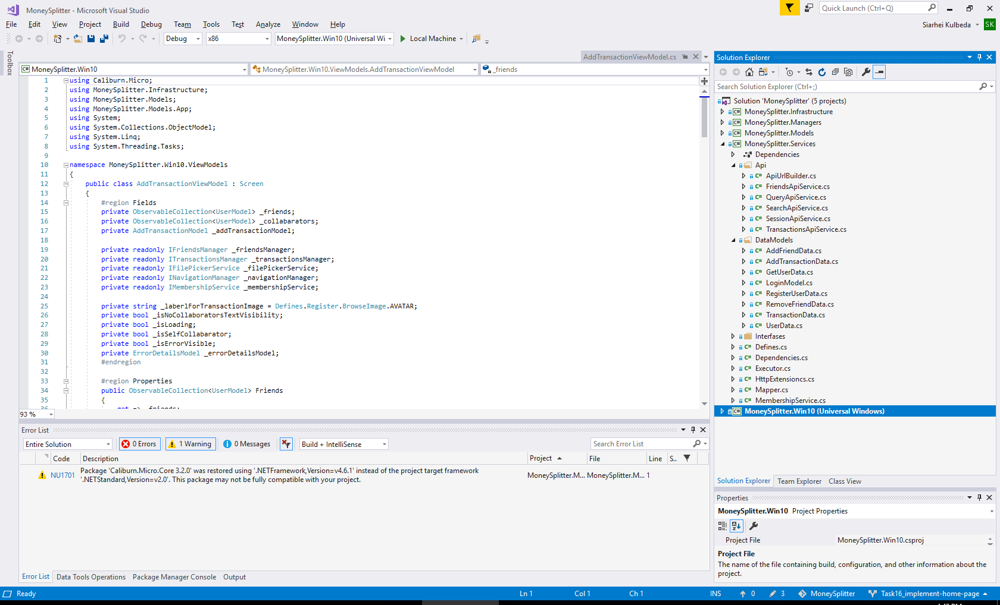 MoneySplitter - Microsoft Visual Studio
Quick Launch (Ctrl+Q)
File Edit View Project Build Debug Team Tools Test Analyze Window Help
Siarhei Kulbeda SK
Debug x86 MoneySplitter.Win10 (Universal Wi Local Machine
Toolbox
AddTransactionViewModel.cs
MoneySplitter.Win10 MoneySplitter.Win10.ViewModels.AddTransactionViewModel _friends
1 using Caliburn.Micro;
2 using MoneySplitter.Infrastructure;
3 using MoneySplitter.Models;
4 using MoneySplitter.Models.App;
5 using System;
6 using System.Collections.ObjectModel;
7 using System.Linq;
8 using System.Threading.Tasks;
9
10 namespace MoneySplitter.Win10.ViewModels
11 {
12 public class AddTransactionViewModel : Screen
13 {
14 #region Fields
15 private ObservableCollection<UserModel> _friends;
16 private ObservableCollection<UserModel> _collabarators;
17 private AddTransactionModel _addTransactionModel;
18
19 private readonly IFriendsManager _friendsManager;
20 private readonly ITransactionsManager _transactionsManager;
21 private readonly IFilePickerService _filePickerService;
22 private readonly INavigationManager _navigationManager;
23 private readonly IMembershipService _membershipService;
24
25 private string _laberlForTransactionImage = Defines.Register.BrowseImage.AVATAR;
26 private bool _isNoCollaboratorsTextVisibility;
27 private bool _isLoading;
28 private bool _isSelfCollabarator;
29 private bool _isErrorVisible;
30 private ErrorDetailsModel _errorDetailsModel;
31 #endregion
32
33 #region Properties
34 public ObservableCollection<UserModel> Friends
35 {
36 get => _friends;
93 %
Error List
Entire Solution 0 Errors 1 Warning 0 Messages Build + IntelliSense Search Error List
Code Description Project File Line S..
NU1701 Package 'Caliburn.Micro.Core 3.2.0' was restored using '.NETFramework,Version=v4.6.1' instead of the project target framework
'.NETStandard,Version=v2.0'. This package may not be fully compatible with your project. MoneySplitter.M... MoneySplitter.M... 1
Error List Data Tools Operations Package Manager Console Output
Solution Explorer
Search Solution Explorer (Ctrl+;)
Solution 'MoneySplitter' (5 projects)
C# MoneySplitter.Infrastructure
C# MoneySplitter.Managers
C# MoneySplitter.Models
C# MoneySplitter.Services
Dependencies
Api
C# ApiUrlBuilder.cs
C# FriendsApiService.cs
C# QueryApiService.cs
C# SearchApiService.cs
C# SessionApiService.cs
C# TransactionsApiService.cs
DataModels
C# AddFriendData.cs
C# AddTransactionData.cs
C# GetUserData.cs
C# LoginModel.cs
C# RegisterUserData.cs
C# RemoveFriendData.cs
C# TransactionData.cs
C# UserData.cs
Interfases
C# Defines.cs
C# Dependencies.cs
C# Executor.cs
C# HttpExtensioncs.cs
C# Mapper.cs
C# MembershipService.cs
C# MoneySplitter.Win10 (Universal Windows)
Solution Explorer Team Explorer Class View
Properties
MoneySplitter.Win10 Project Properties
Project File MoneySplitter.Win10.csproj
Project File
The name of the file containing build, configuration, and other information about the
project.
Ready Ln 1 Col 1 Ch 1 INS 0 3 MoneySplitter Task16_implement-home-page